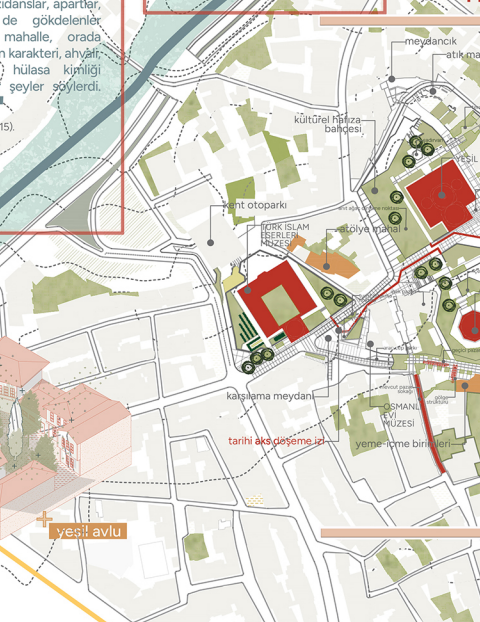 zidanslar, apartlar,
de gökdelenler
mahalle, orada
n karakteri, ahvali,
hülasa kimliği
şeyler söylerdi.
15).
meydancık
atık ma
kültürel hafıza
bahçesi
YEŞİL
kent otoparkı
TÜRK İSLAM
ESERLERİ
MÜZESİ
atölye mahal
karşılama meydanı
OSMANLI
EVİ
MÜZESİ
tarihi aks döşeme izi
yeme-içme birimleri
yeşil avlu